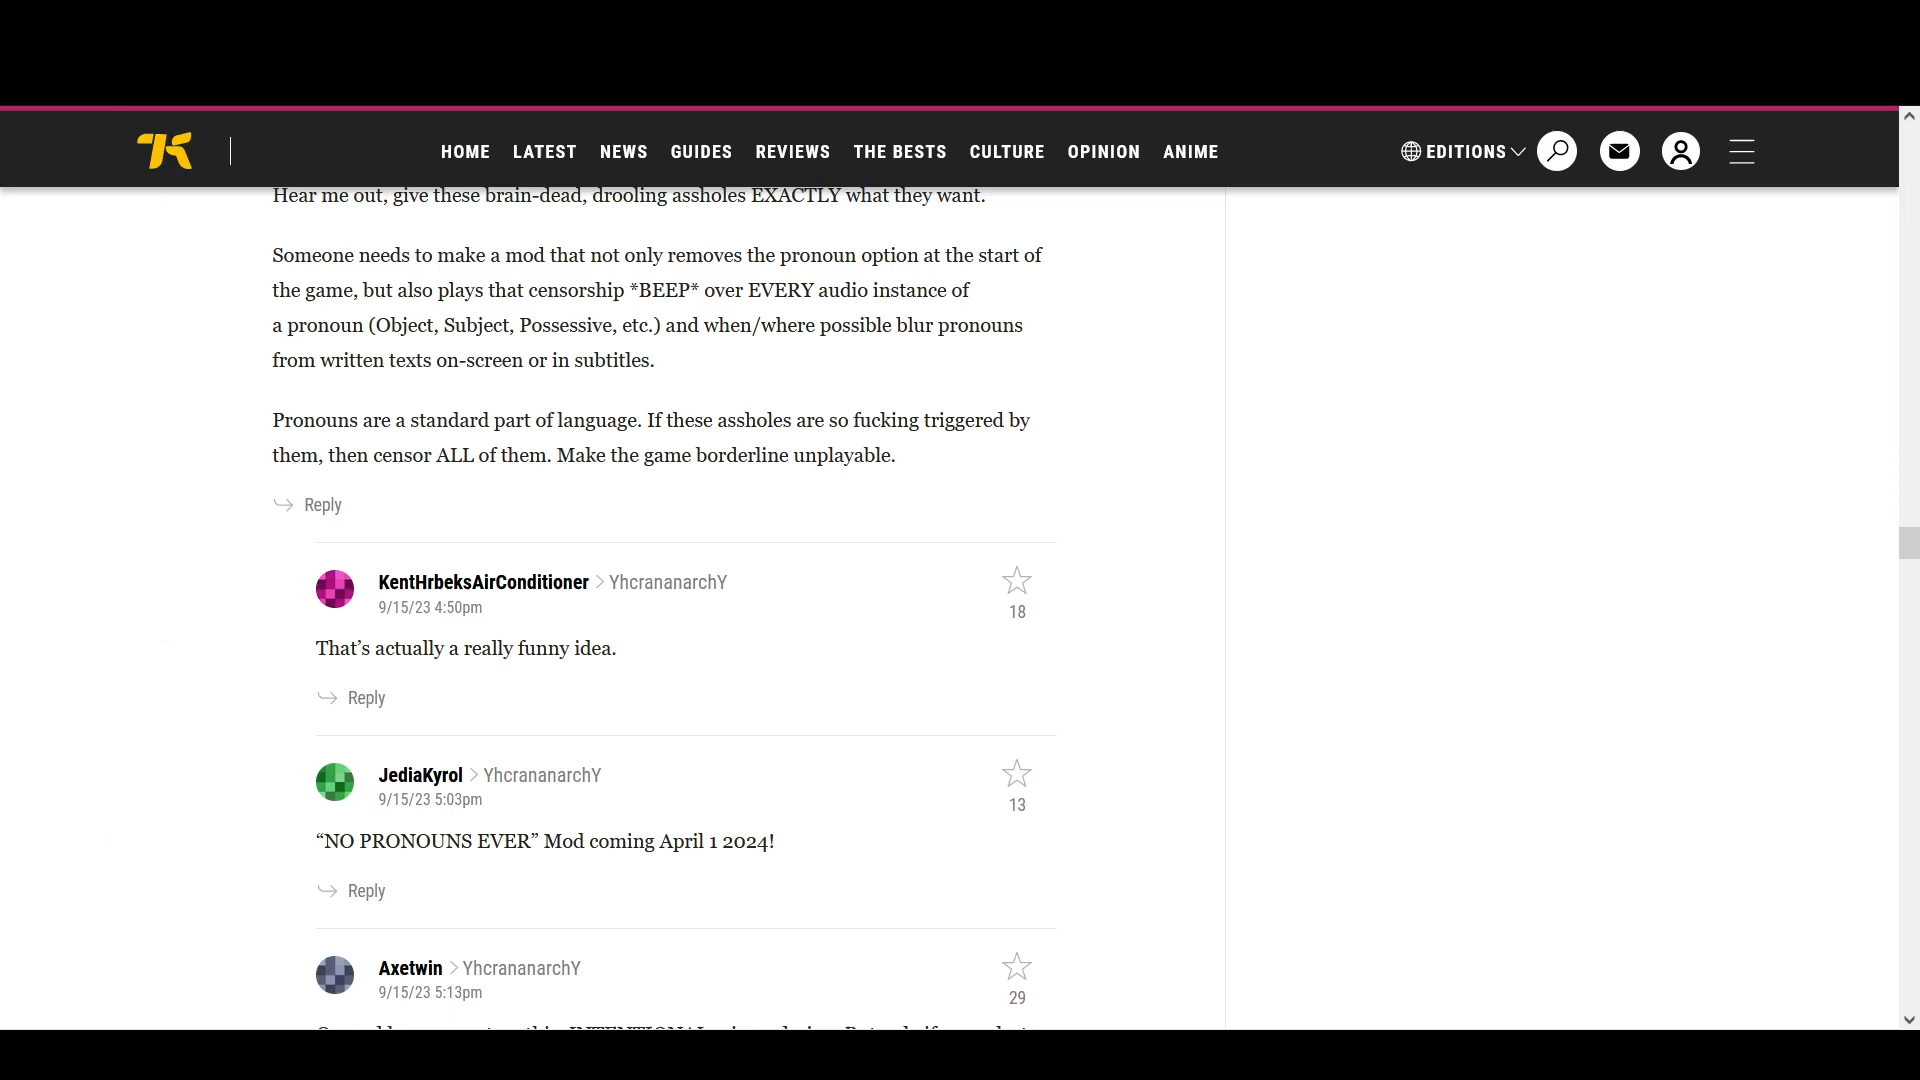 HOME LATEST NEWS GUIDES REVIEWS THE BESTS CULTURE OPINION ANIME EDITIONS
Hear me out, give these brain-dead, drooling assholes EXACTLY what they want.
Someone needs to make a mod that not only removes the pronoun option at the start of
the game, but also plays that censorship *BEEP* over EVERY audio instance of
a pronoun (Object, Subject, Possessive, etc.) and when/where possible blur pronouns
from written texts on-screen or in subtitles.
Pronouns are a standard part of language. If these assholes are so fucking triggered by
them, then censor ALL of them. Make the game borderline unplayable.
Reply
KentHrbeksAirConditioner > YhcrananarchY
9/15/23 4:50pm
18
That’s actually a really funny idea.
Reply
JediaKyrol > YhcrananarchY
9/15/23 5:03pm
13
“NO PRONOUNS EVER” Mod coming April 1 2024!
Reply
Axetwin > YhcrananarchY
9/15/23 5:13pm
29